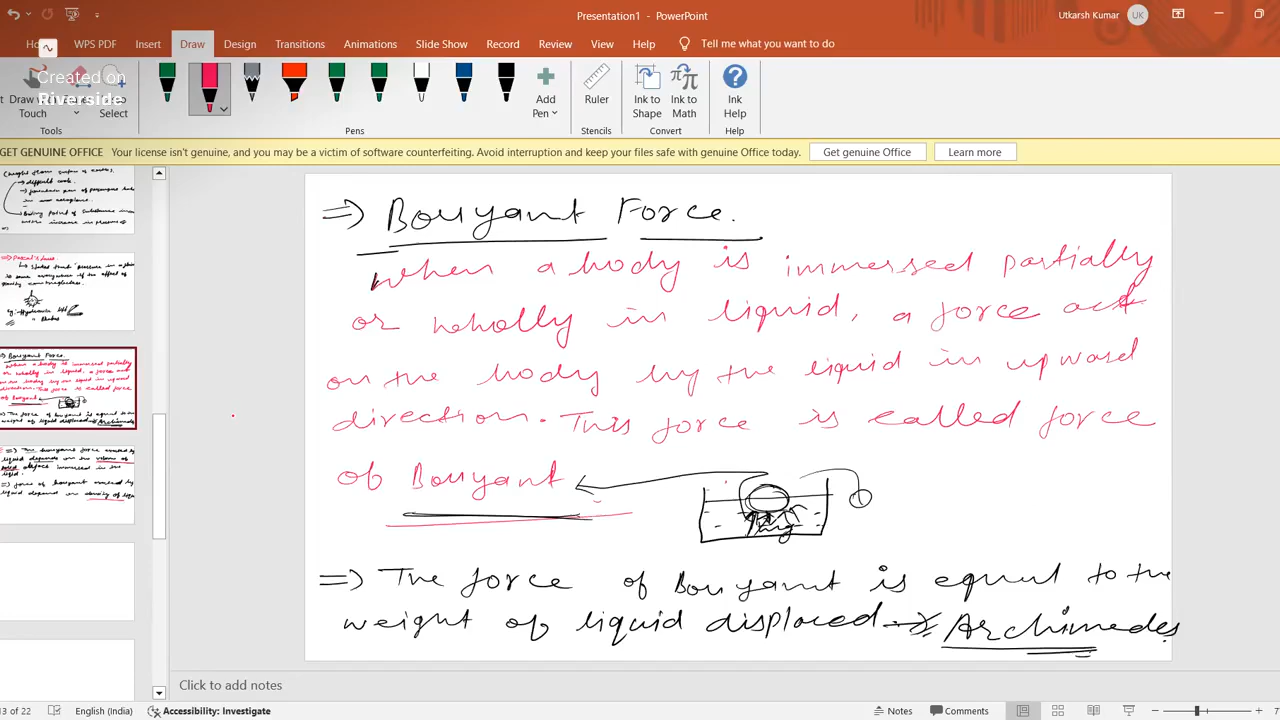 Presentation1 - PowerPoint
Utkarsh Kumar
UK
WPS PDF
Insert
Draw
Design
Transitions
Animations
Slide Show
Record
Review
View
Help
Tell me what you want to do
Created on
Riverside
Draw
Touch
Select
Add
Pen
Ruler
Ink to
Shape
Ink to
Math
Ink
Help
Tools
Pens
Stencils
Convert
Help
GET GENUINE OFFICE Your license isn't genuine, and you may be a victim of software counterfeiting. Avoid interruption and keep your files safe with genuine Office today.
Get genuine Office
Learn more
=> Bouyant Force.
When a body is immersed partially
or wholly in liquid, a force act
on the body by the liquid in upward
direction. This force is called force
of Bouyant
=> The force of Bouyant is equal to the
weight of liquid displaced -> Archimedes
Click to add notes
13 of 22
English (India)
Accessibility: Investigate
Notes
Comments
7